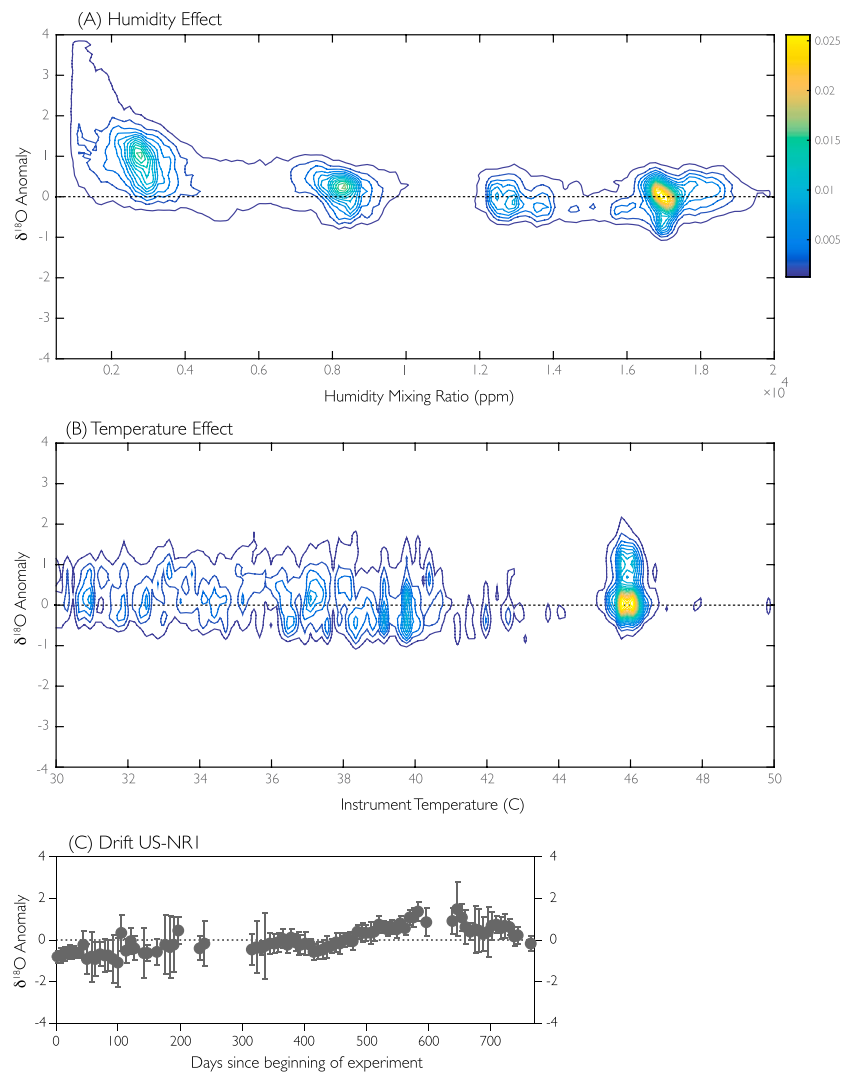 (A) Humidity Effect
4
3
2
1
0
-1
-2
-3
-4
δ18O Anomaly
0.2 0.4 0.6 0.8 1 1.2 1.4 1.6 1.8 2
×10 4
Humidity Mixing Ratio (ppm)
0.025
0.02
0.015
0.01
0.005
(B) Temperature Effect
4
3
2
1
0
-1
-2
-3
-4
δ18O Anomaly
30 32 34 36 38 40 42 44 46 48 50
Instrument Temperature (C)
(C) Drift US-NR1
4 4
2 2
0 0
-2 -2
-4 -4
δ18O Anomaly
0 100 200 300 400 500 600 700
Days since beginning of experiment